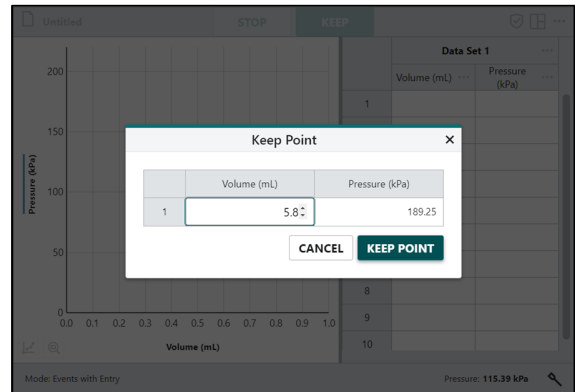 Untitled
STOP
KEEP
Data Set 1
Volume (mL)
Pressure
(kPa)
1
8
9
10
200
150
100
50
0
Pressure (kPa)
0.0 0.1 0.2 0.3 0.4 0.5 0.6 0.7 0.8 0.9 1.0
Volume (mL)
Keep Point
Volume (mL) Pressure (kPa)
1 5.8 189.25
CANCEL KEEP POINT
Mode: Events with Entry
Pressure: 115.39 kPa